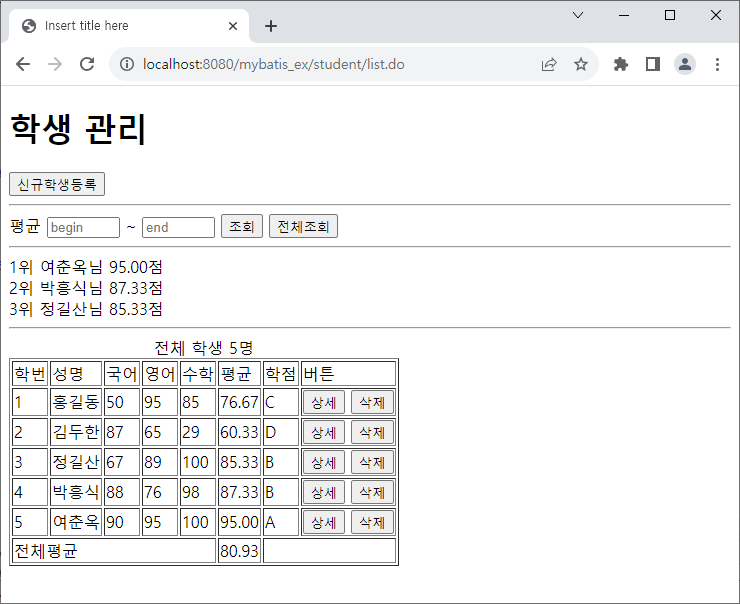 Insert title here
localhost:8080/mybatis_ex/student/list.do
학생 관리
신규학생등록
평균 begin ~ end 조회 전체조회
1위 여춘옥님 95.00점
2위 박흥식님 87.33점
3위 정길산님 85.33점
전체 학생 5명
학번 성명 국어 영어 수학 평균 학점 버튼
1 홍길동 50 95 85 76.67 C 상세 삭제
2 김두한 87 65 29 60.33 D 상세 삭제
3 정길산 67 89 100 85.33 B 상세 삭제
4 박흥식 88 76 98 87.33 B 상세 삭제
5 여춘옥 90 95 100 95.00 A 상세 삭제
전체평균 80.93